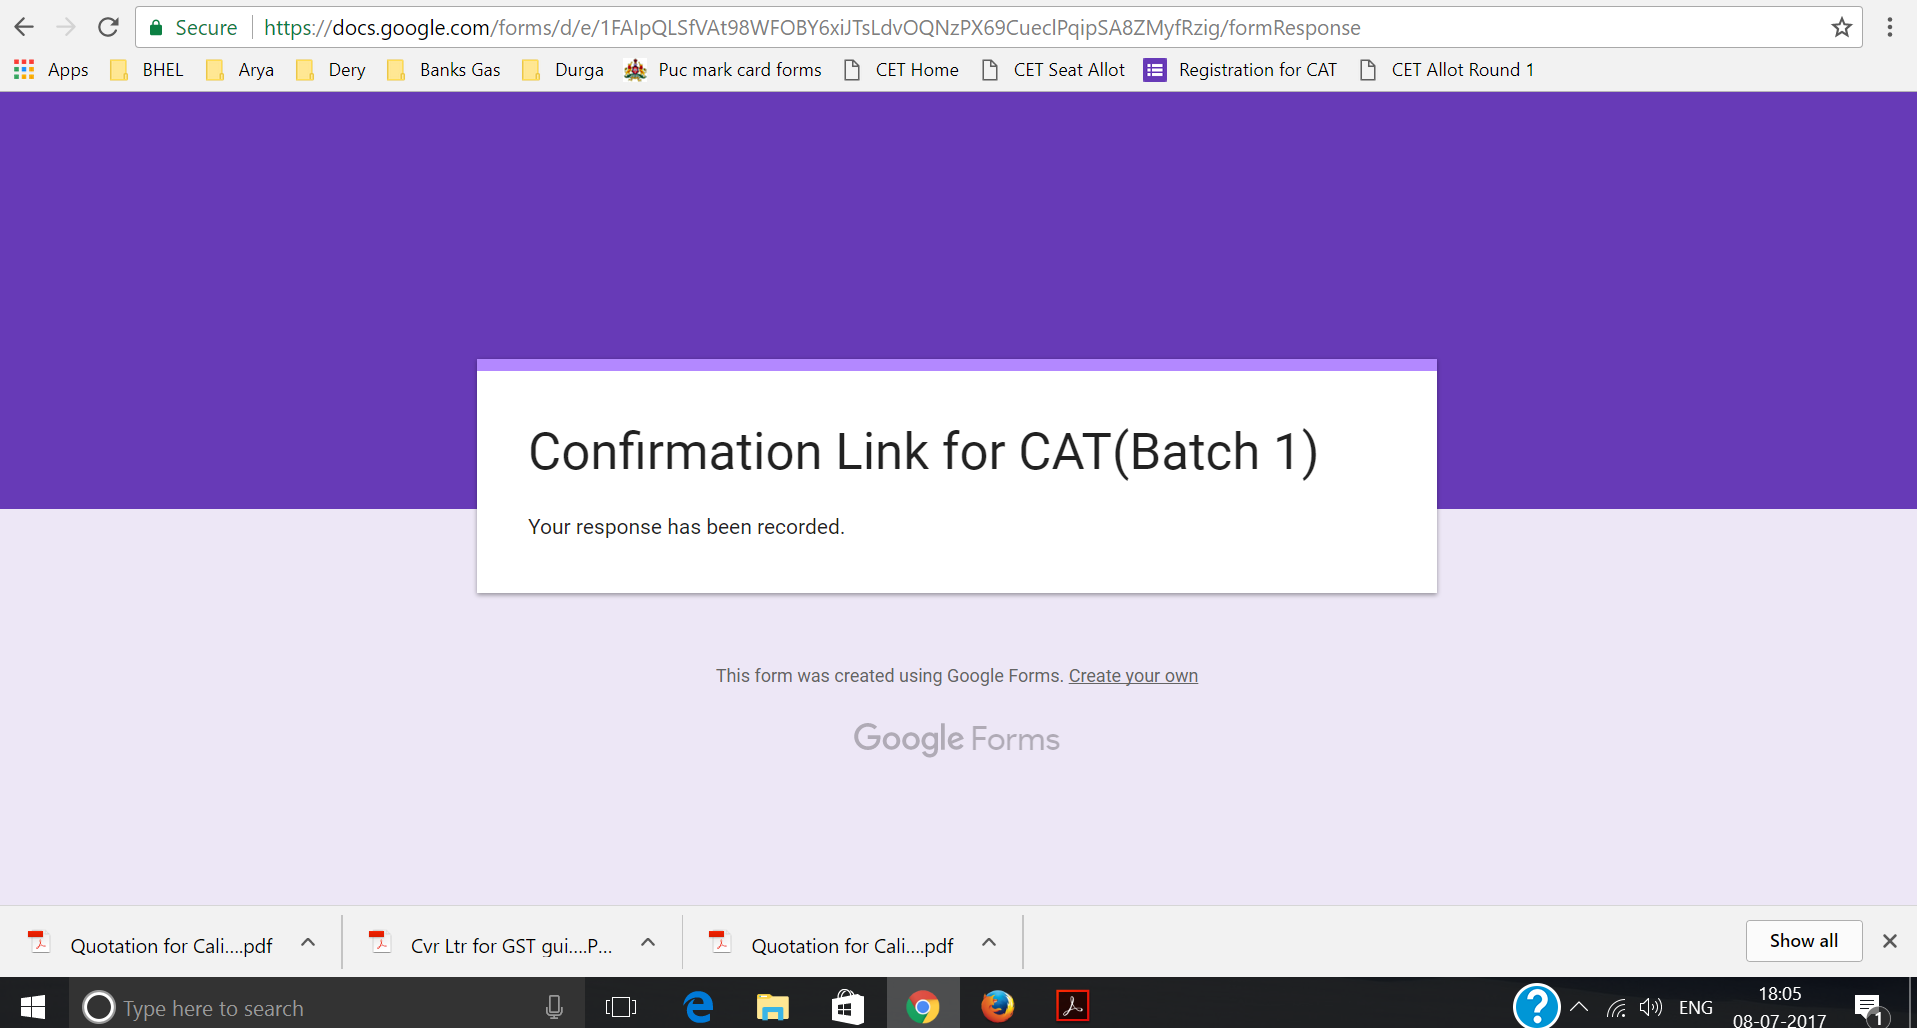 Secure https://docs.google.com/forms/d/e/1FAIpQLSfVAt98WFOBY6xiJTsLdvOQNzPX69CueclPqipSA8ZMyfRzig/formResponse
Apps BHEL Arya Dery Banks Gas Durga Puc mark card forms CET Home CET Seat Allot Registration for CAT CET Allot Round 1
Confirmation Link for CAT(Batch 1)
Your response has been recorded.
This form was created using Google Forms. Create your own
Google Forms
Quotation for Cali....pdf Cvr Ltr for GST gui....P... Quotation for Cali....pdf Show all
Type here to search ENG 18:05
08-07-2017 1